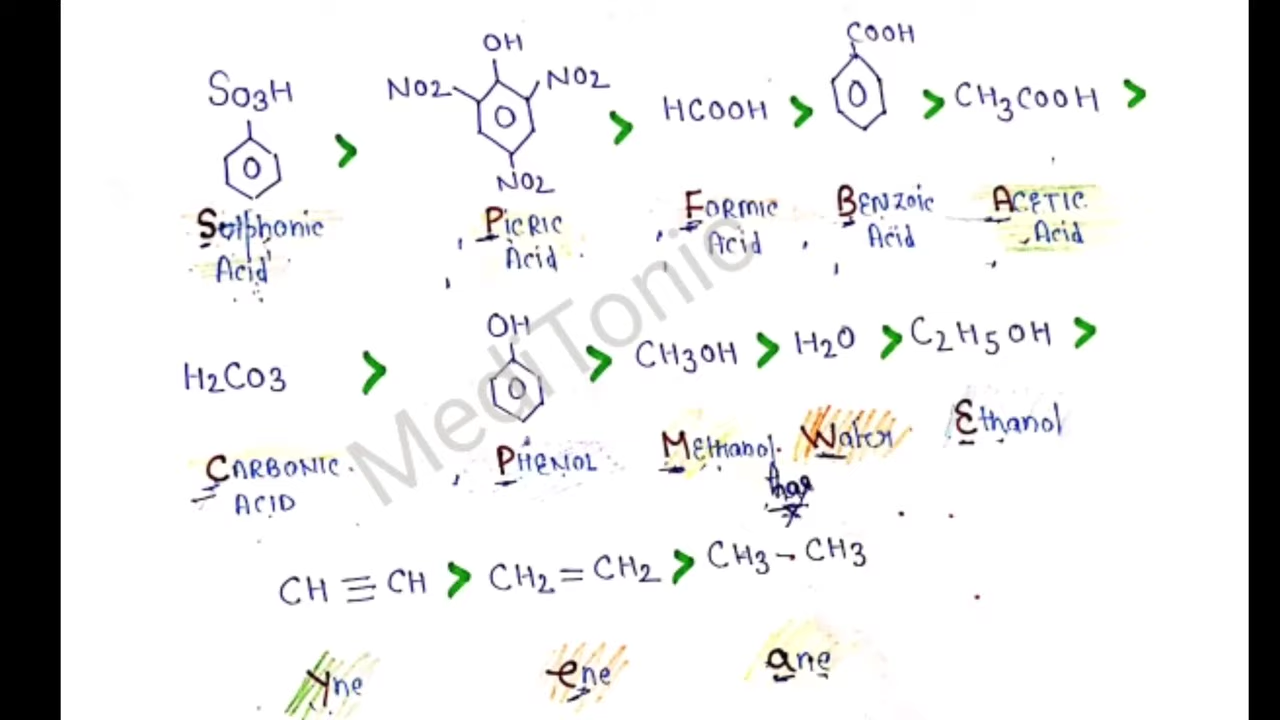 SO3H
OH
NO2 NO2
NO2
>
>
HCOOH >
COOH
> CH3COOH >
Sulphonic Acid
, Picric Acid
, Formic Acid
, Benzoic Acid
, Acetic Acid
H2CO3 >
OH
> CH3OH > H2O > C2H5OH >
Carbonic Acid
, Phenol
Methanol. Water
Ethanol
CH≡CH > CH2=CH2 > CH3-CH3
Yne ene ane
MediTonic